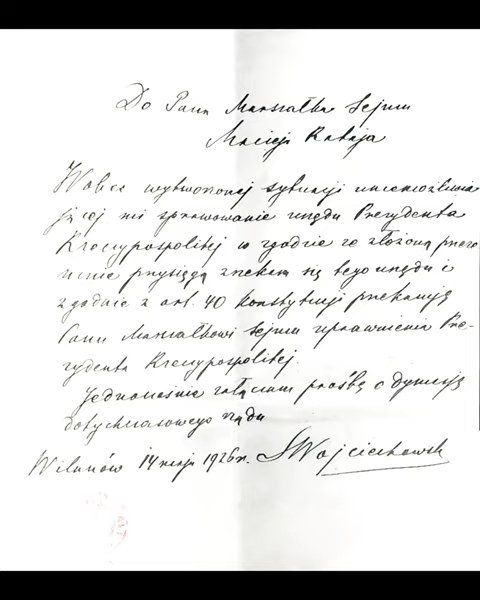 Do Pana Marszałka Sejmu
Macieja Rataja
Wobec wytworzonej sytuacji uniemożliwia
jącej mi sprawowanie urzędu Prezydenta
Rzeczypospolitej w zgodzie ze złożoną przeze
mnie przysięgą zrzekam się tego urzędu i
zgodnie z art. 40 Konstytucji przekazuję
Panu Marszałkowi Sejmu uprawnienia Pre-
zydenta Rzeczypospolitej.
Jednocześnie załączam prośbę o dymisję
dotychczasowego rządu
Wilanów 14 maja 1926 r. S Wojciechowski